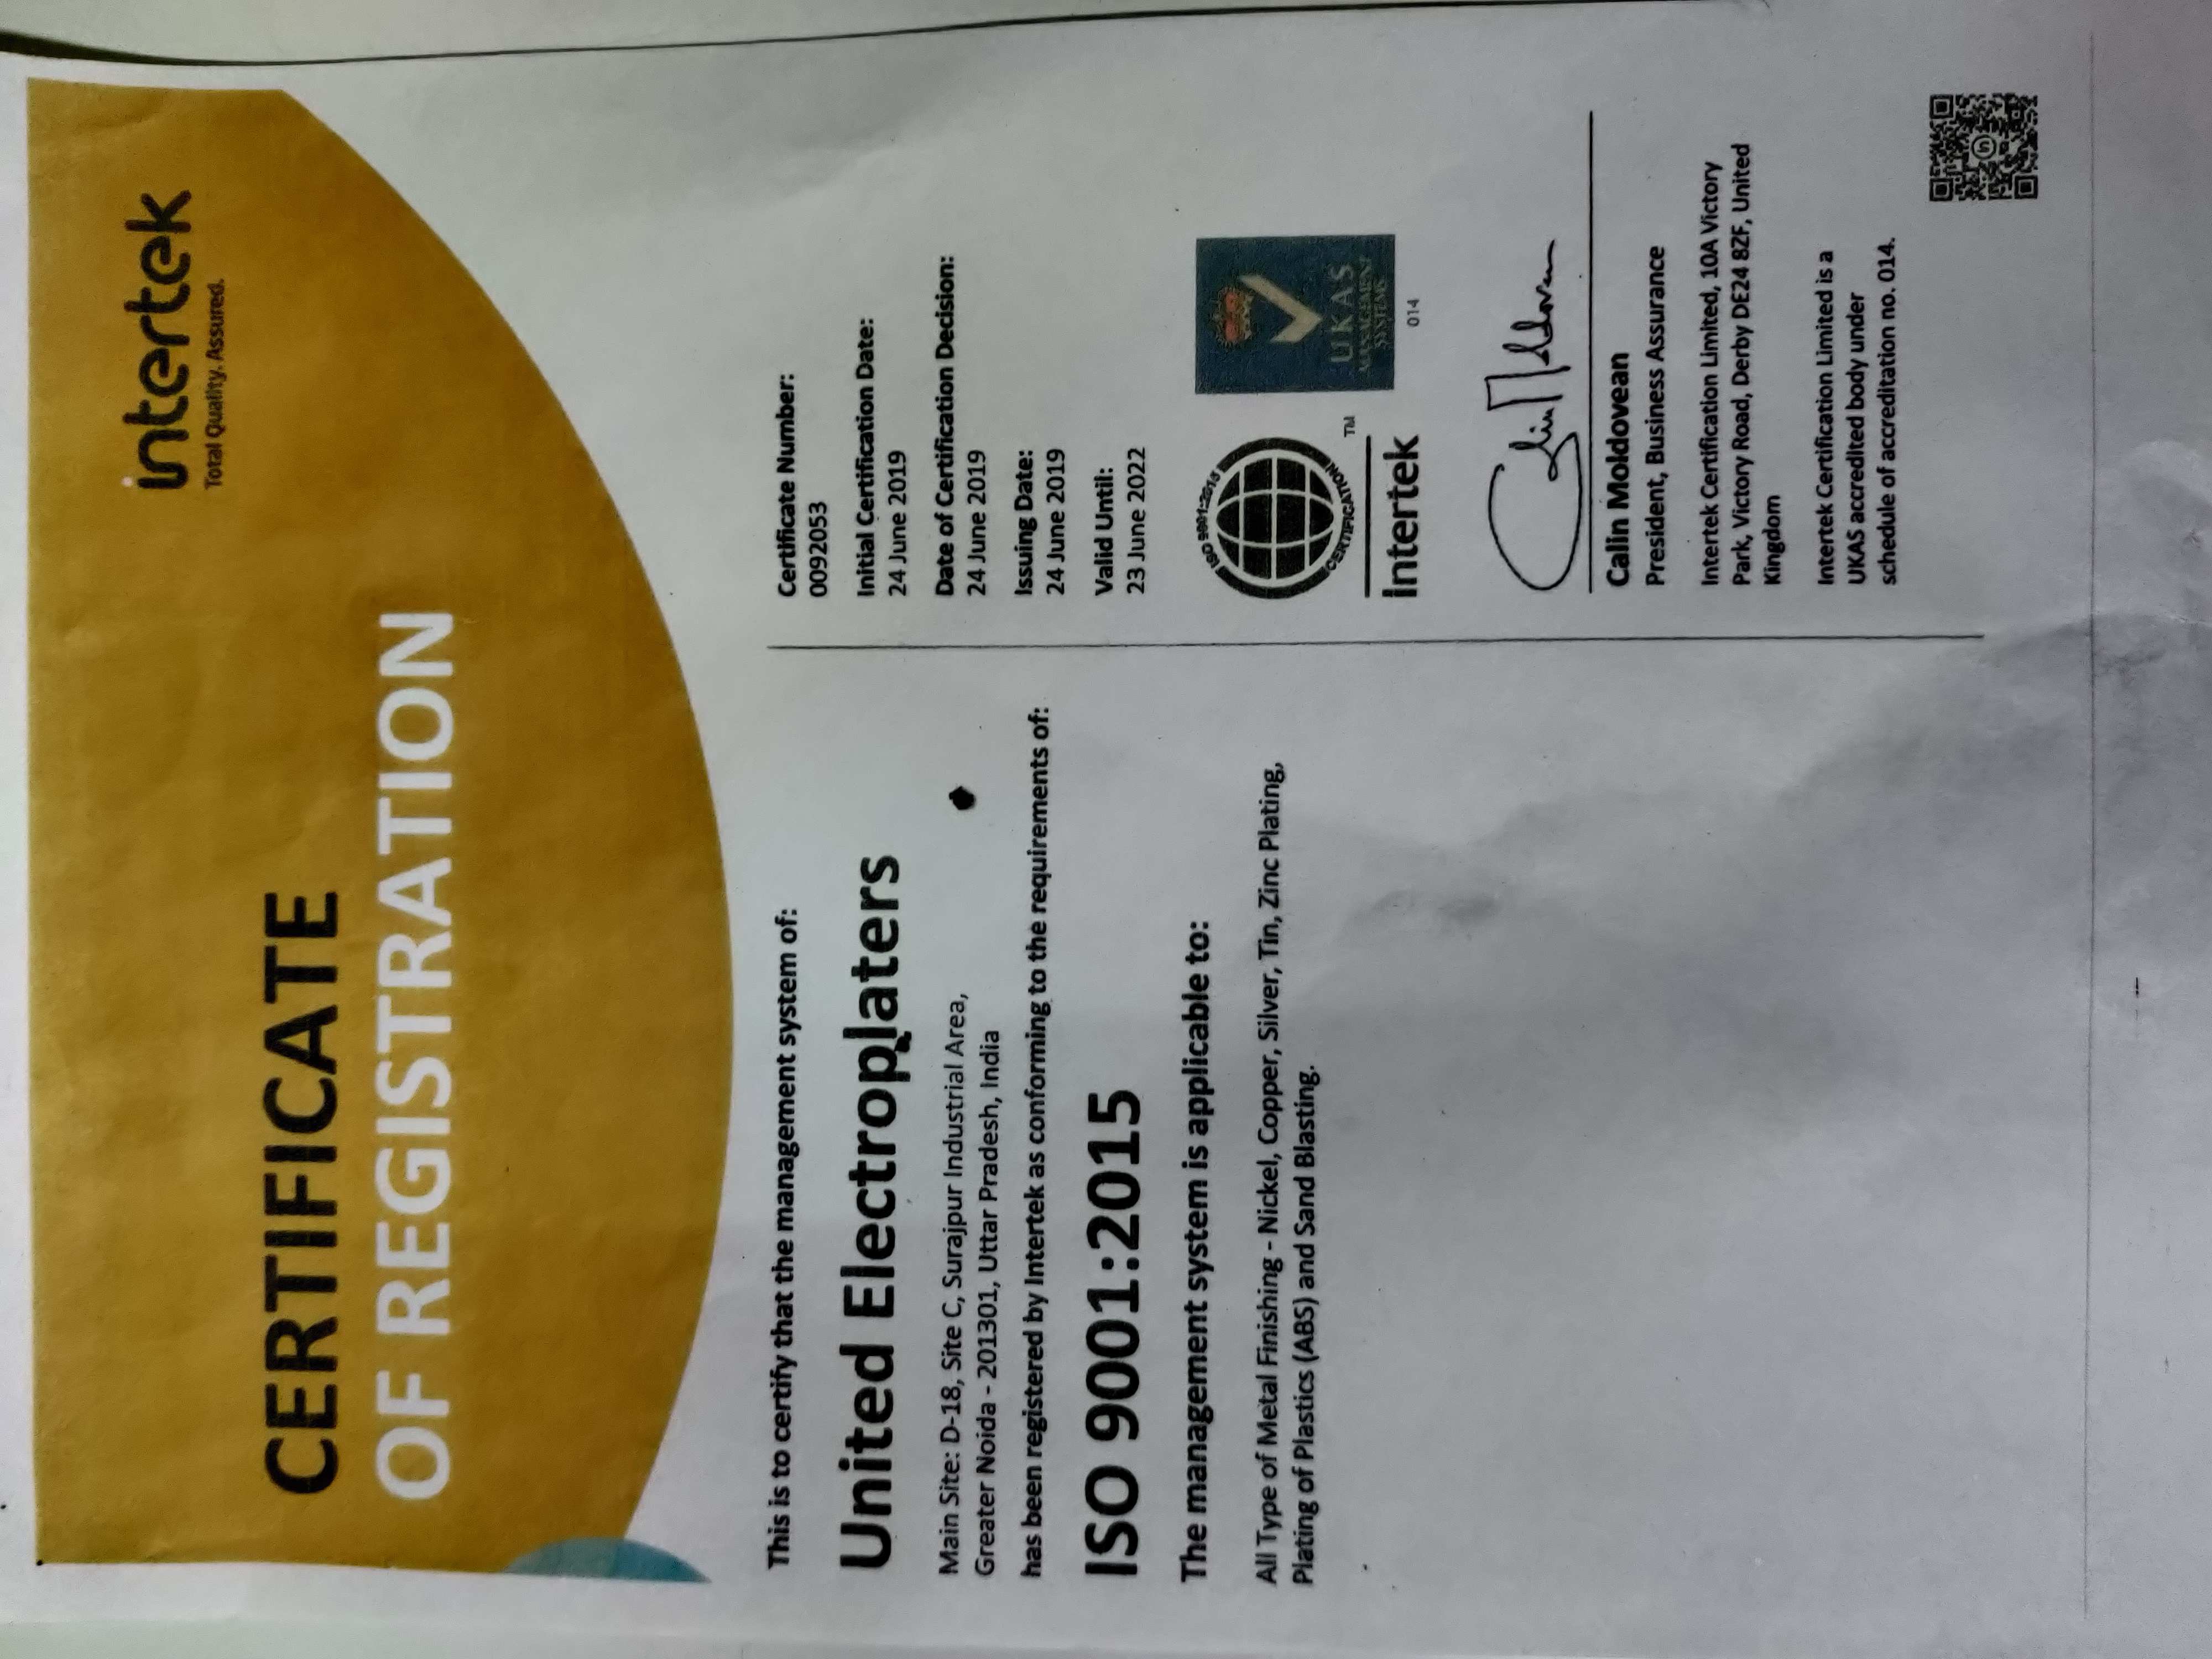 intertek
Total Quality. Assured.
CERTIFICATE
OF REGISTRATION
This is to certify that the management system of:
United Electroplaters
Main Site: D-18, Site C, Surajpur Industrial Area,
Greater Noida - 201301, Uttar Pradesh, India
has been registered by Intertek as conforming to the requirements of:
ISO 9001:2015
The management system is applicable to:
All Type of Metal Finishing - Nickel, Copper, Silver, Tin, Zinc Plating,
Plating of Plastics (ABS) and Sand Blasting.
Certificate Number:
0092053
Initial Certification Date:
24 June 2019
Date of Certification Decision:
24 June 2019
Issuing Date:
24 June 2019
Valid Until:
23 June 2022
ISO 9001:2015
CERTIFICATION
TM
Intertek
UKAS
MANAGEMENT
SYSTEMS
014
Calin Moldovean
Calin Moldovean
President, Business Assurance
Intertek Certification Limited, 10A Victory
Park, Victory Road, Derby DE24 8ZF, United
Kingdom
Intertek Certification Limited is a
UKAS accredited body under
schedule of accreditation no. 014.